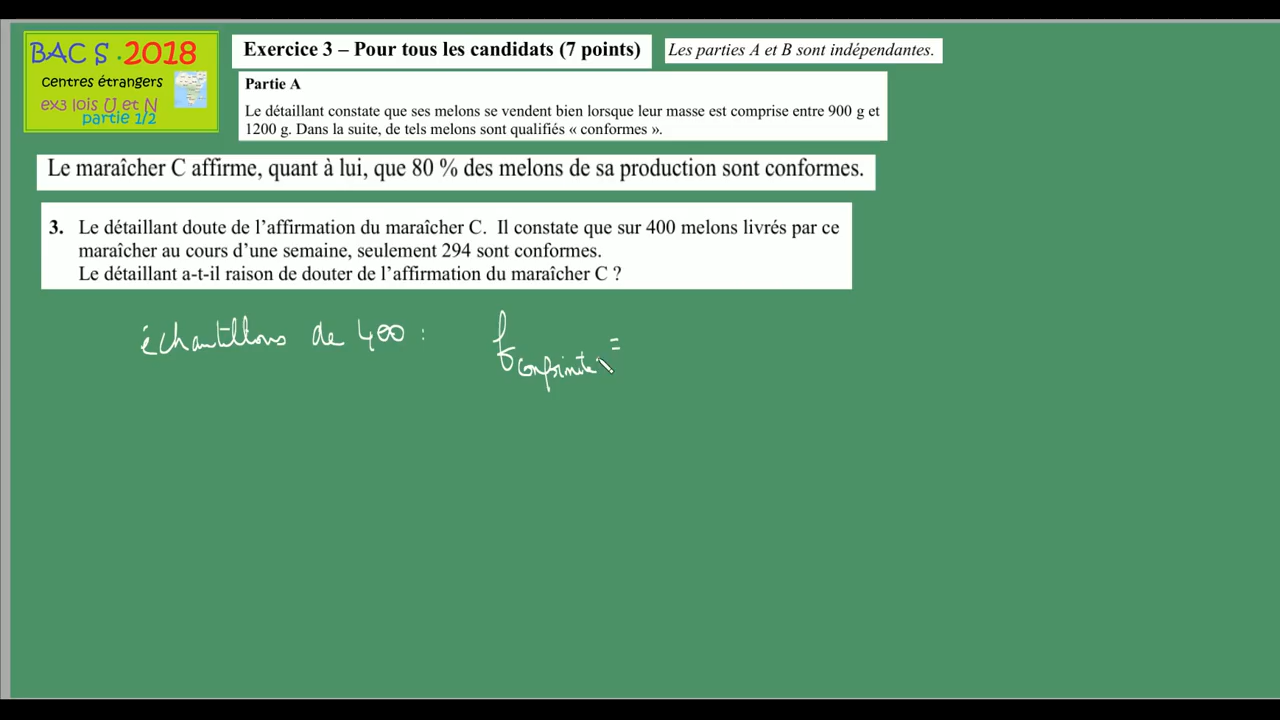 BAC S . 2018
Centres étrangers
ex3 lois U et N
partie 1/2
Exercice 3 – Pour tous les candidats (7 points)
Les parties A et B sont indépendantes.
Partie A
Le détaillant constate que ses melons se vendent bien lorsque leur masse est comprise entre 900 g et
1200 g. Dans la suite, de tels melons sont qualifiés « conformes ».
Le maraîcher C affirme, quant à lui, que 80 % des melons de sa production sont conformes.
3. Le détaillant doute de l'affirmation du maraîcher C. Il constate que sur 400 melons livrés par ce
maraîcher au cours d'une semaine, seulement 294 sont conformes.
Le détaillant a-t-il raison de douter de l'affirmation du maraîcher C ?
échantillons de 400 : f =